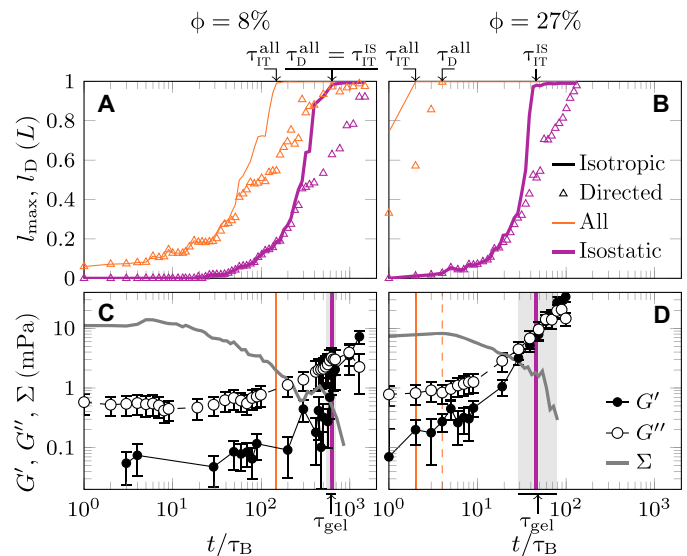 ϕ = 8% ϕ = 27%
τ_IT^all τ_D^all = τ_IT^IS τ_IT^all τ_D^all τ_IT^IS
l_max, l_D (L)
1
0.8
0.6
0.4
0.2
0
A
B
Isotropic
Directed
All
Isostatic
G′, G″, Σ (mPa)
10
1
0.1
C
D
G′
G″
Σ
10^0 10^1 10^2 10^3 10^0 10^1 10^2 10^3
τ_gel τ_gel
t/τ_B t/τ_B